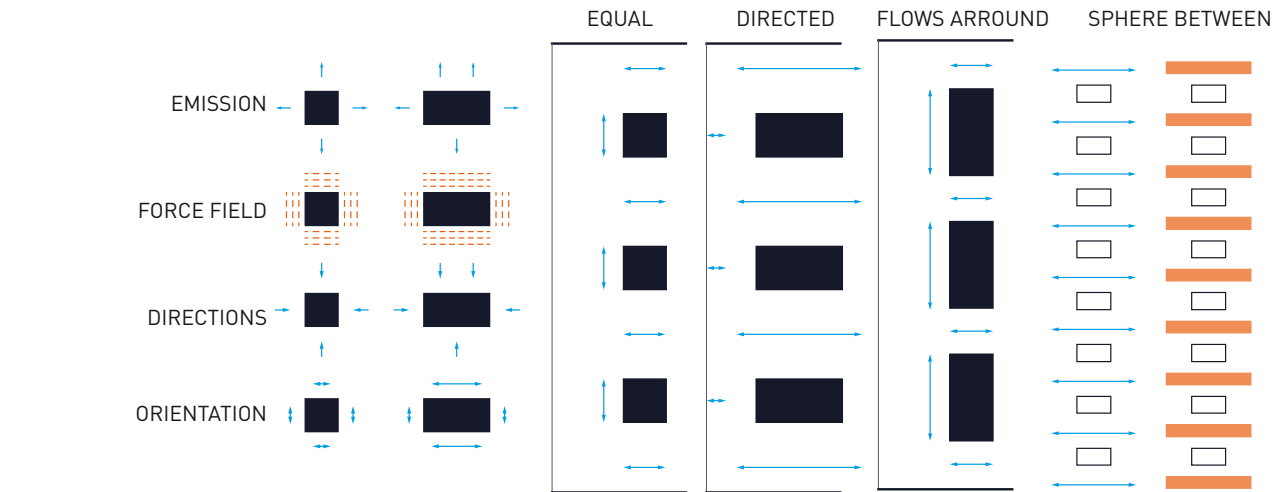 EQUAL
DIRECTED
FLOWS ARROUND
SPHERE BETWEEN
EMISSION
FORCE FIELD
DIRECTIONS
ORIENTATION